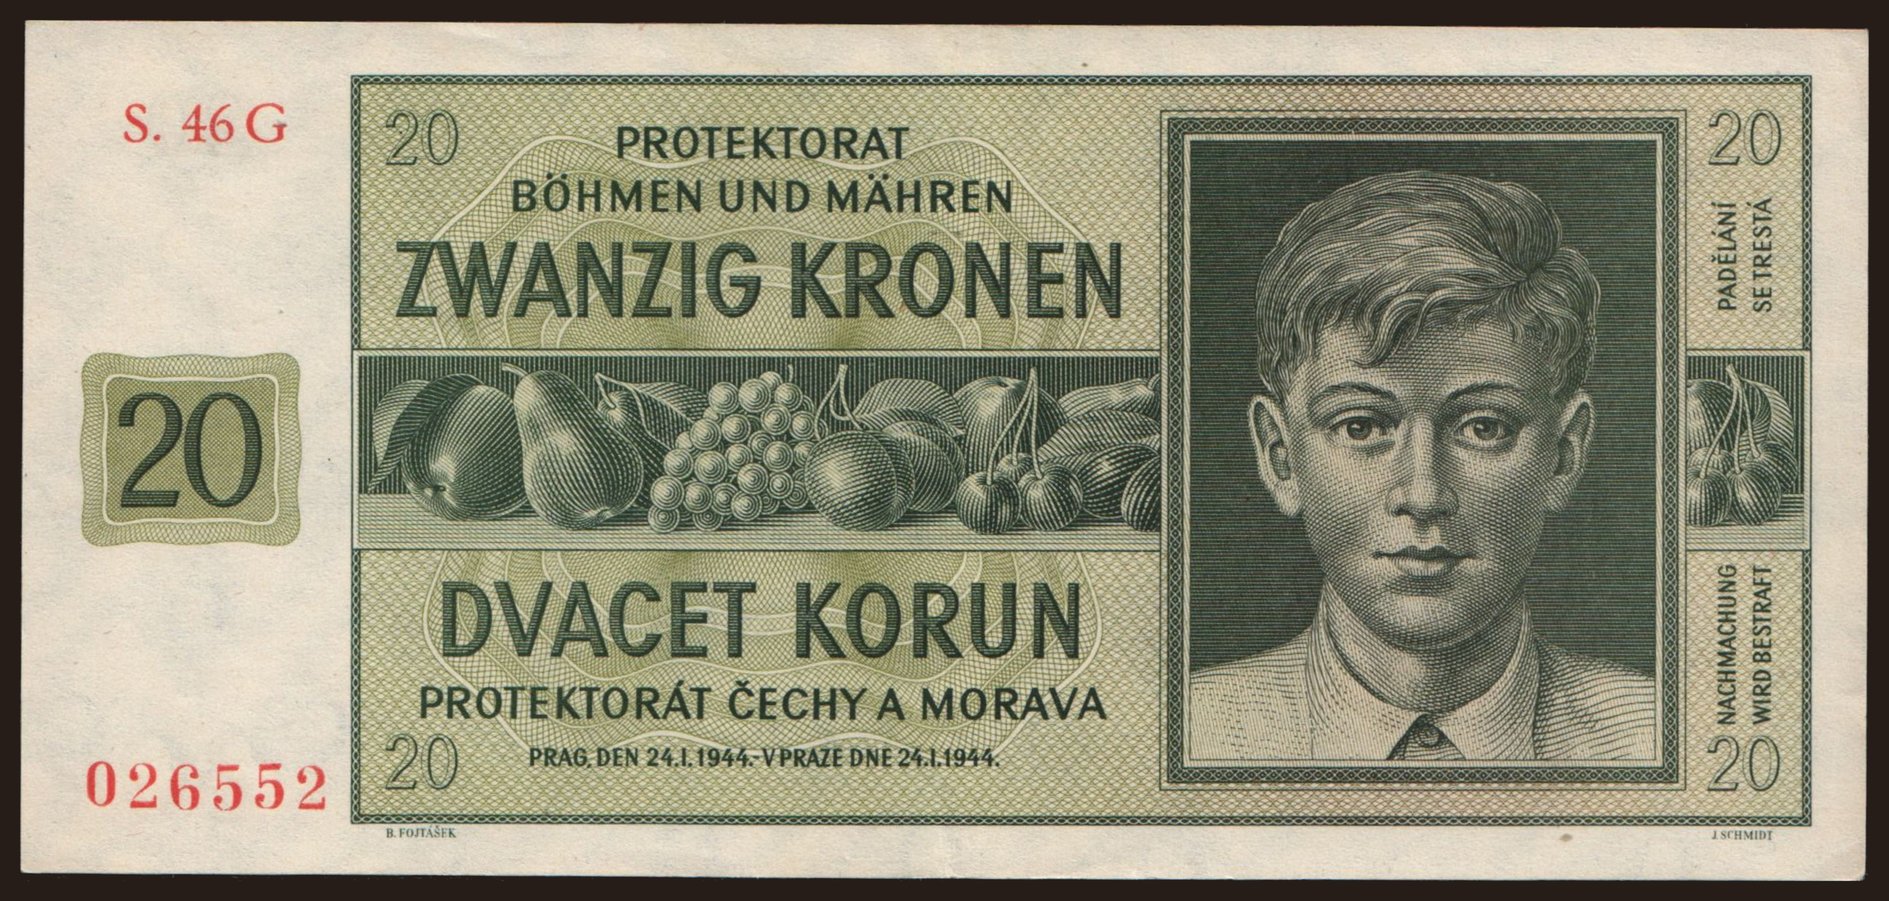 S. 46 G
20
PROTEKTORAT
BÖHMEN UND MÄHREN
ZWANZIG KRONEN
20
PADĚLÁNÍ
SE TRESTÁ
20
DVACET KORUN
PROTEKTORÁT ČECHY A MORAVA
PRAG, DEN 24.I.1944.-V PRAZE DNE 24.I.1944.
20
NACHMACHUNG
WIRD BESTRAFT
20
026552
B. FOJTÁŠEK
J. SCHMIDT